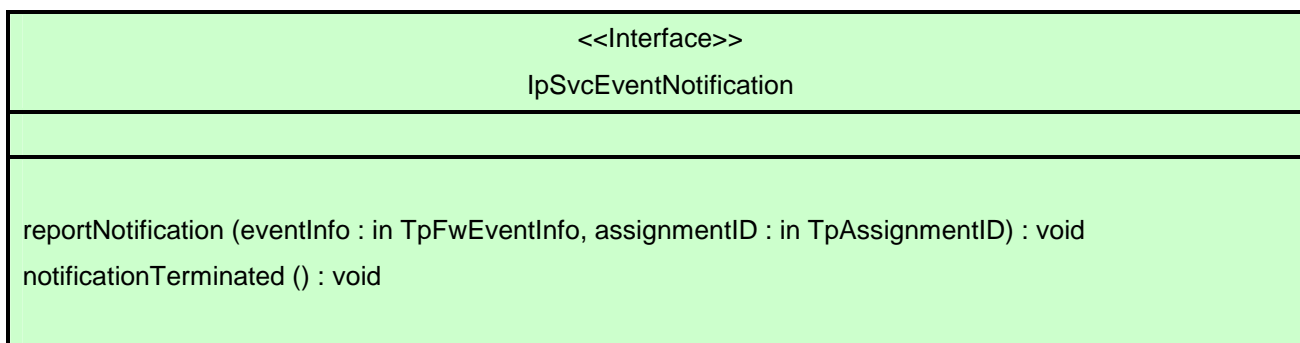 <<Interface>>
IpSvcEventNotification
reportNotification (eventInfo : in TpFwEventInfo, assignmentID : in TpAssignmentID) : void
notificationTerminated () : void